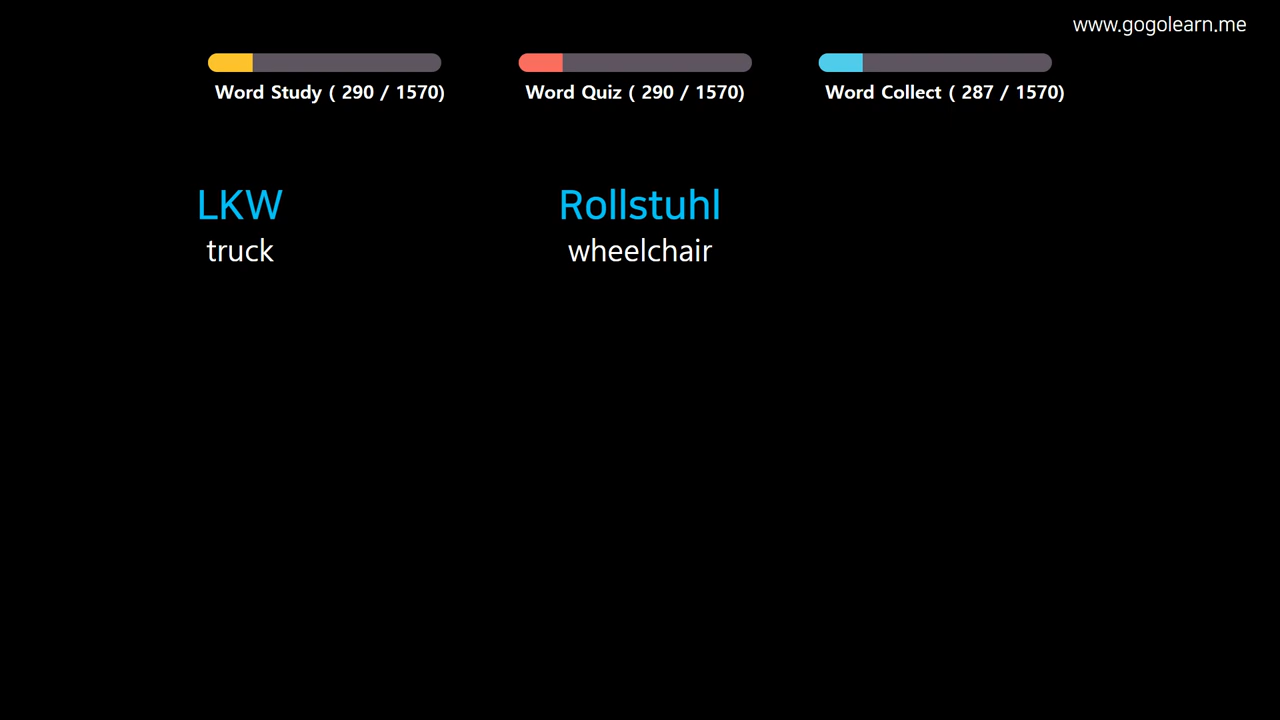 www.gogolearn.me
Word Study ( 290 / 1570)
Word Quiz ( 290 / 1570)
Word Collect ( 287 / 1570)
LKW
truck
Rollstuhl
wheelchair